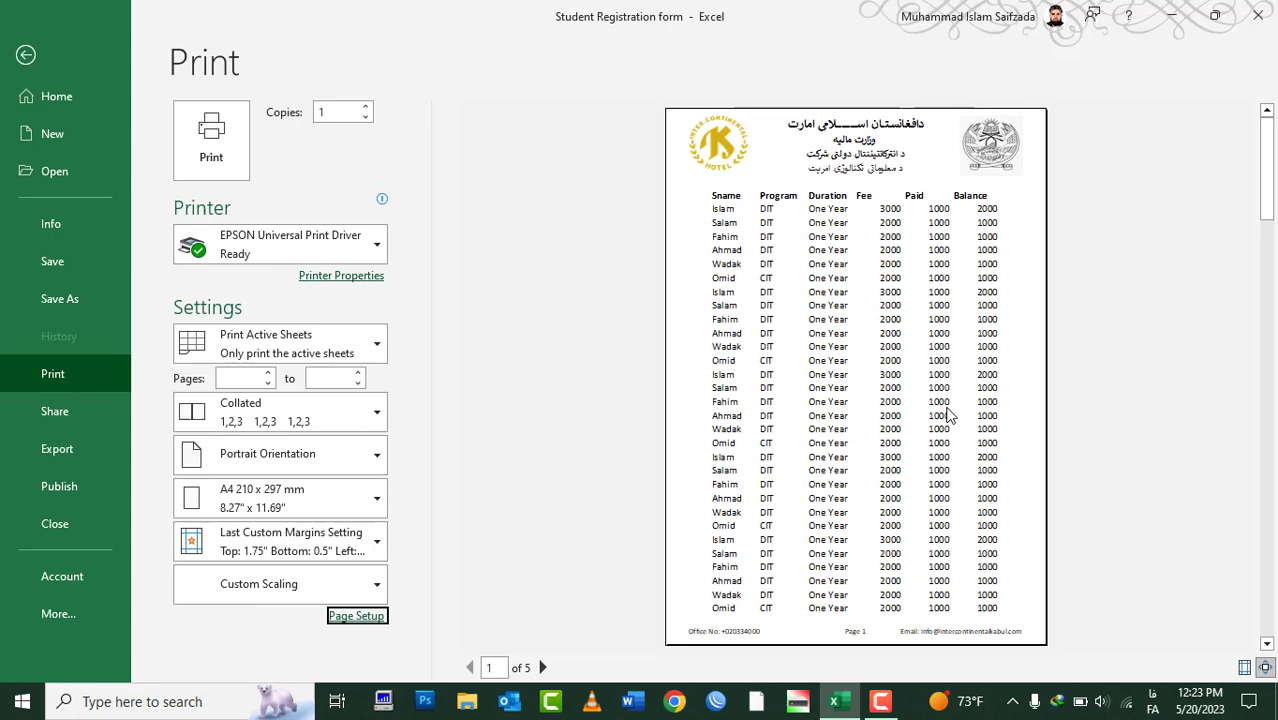 Student Registration form - Excel
Muhammad Islam Saifzada
?
Print
Home
New
Open
Info
Save
Save As
History
Print
Share
Export
Publish
Close
Account
More...
Print
Copies: 1
Printer
EPSON Universal Print Driver
Ready
Printer Properties
Settings
Print Active Sheets
Only print the active sheets
Pages: to
Collated
1,2,3 1,2,3 1,2,3
Portrait Orientation
A4 210 x 297 mm
8.27" x 11.69"
Last Custom Margins Setting
Top: 1.75" Bottom: 0.5" Left:...
Custom Scaling
Page Setup
INTER-CONTINENTAL
K
HOTEL
دافغانستان اســـــلامی امارت
وزارت مالیه
د انترکانتیننتال دولتی شرکت
د معلوماتی تکنالوژی امریت
Sname Program Duration Fee Paid Balance
Islam DIT One Year 3000 1000 2000
Salam DIT One Year 2000 1000 1000
Fahim DIT One Year 2000 1000 1000
Ahmad DIT One Year 2000 1000 1000
Wadak DIT One Year 2000 1000 1000
Omid CIT One Year 2000 1000 1000
Islam DIT One Year 3000 1000 2000
Salam DIT One Year 2000 1000 1000
Fahim DIT One Year 2000 1000 1000
Ahmad DIT One Year 2000 1000 1000
Wadak DIT One Year 2000 1000 1000
Omid CIT One Year 2000 1000 1000
Islam DIT One Year 3000 1000 2000
Salam DIT One Year 2000 1000 1000
Fahim DIT One Year 2000 1000 1000
Ahmad DIT One Year 2000 1000 1000
Wadak DIT One Year 2000 1000 1000
Omid CIT One Year 2000 1000 1000
Islam DIT One Year 3000 1000 2000
Salam DIT One Year 2000 1000 1000
Fahim DIT One Year 2000 1000 1000
Ahmad DIT One Year 2000 1000 1000
Wadak DIT One Year 2000 1000 1000
Omid CIT One Year 2000 1000 1000
Islam DIT One Year 3000 1000 2000
Salam DIT One Year 2000 1000 1000
Fahim DIT One Year 2000 1000 1000
Ahmad DIT One Year 2000 1000 1000
Wadak DIT One Year 2000 1000 1000
Omid CIT One Year 2000 1000 1000
Office No: +020334000 Page 1 Email: info@intercontinentalkabul.com
1 of 5
Type here to search
73°F
فا
FA
12:23 PM
5/20/2023